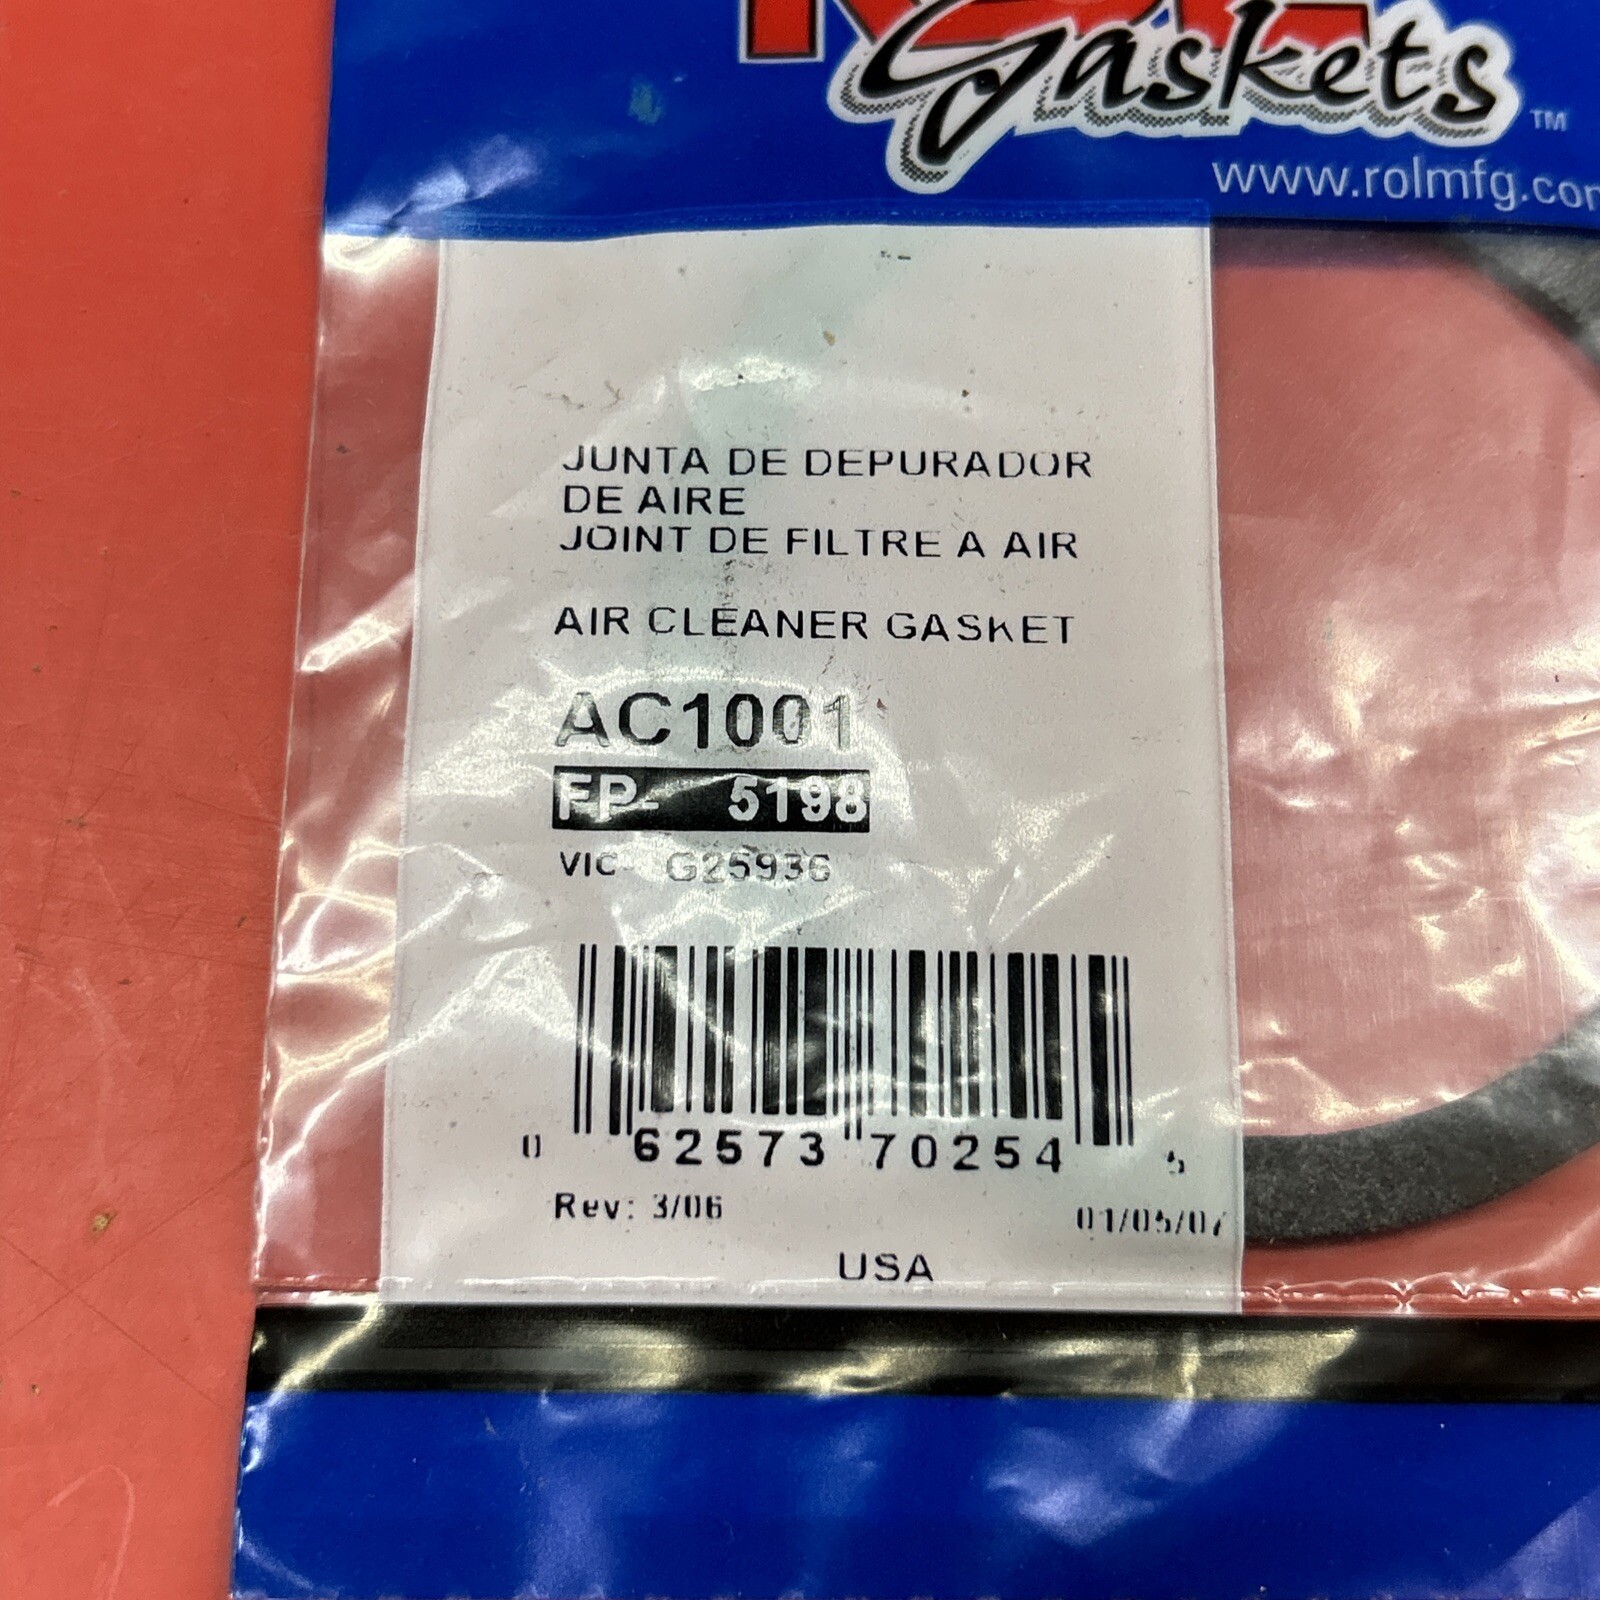 Gaskets
TM
www.rolmfg.com
JUNTA DE DEPURADOR
DE AIRE
JOINT DE FILTRE A AIR
AIR CLEANER GASKET
AC1001
FP- 5198
VIC- G25936
0 62573 70254 5
Rev: 3/06
01/05/07
USA